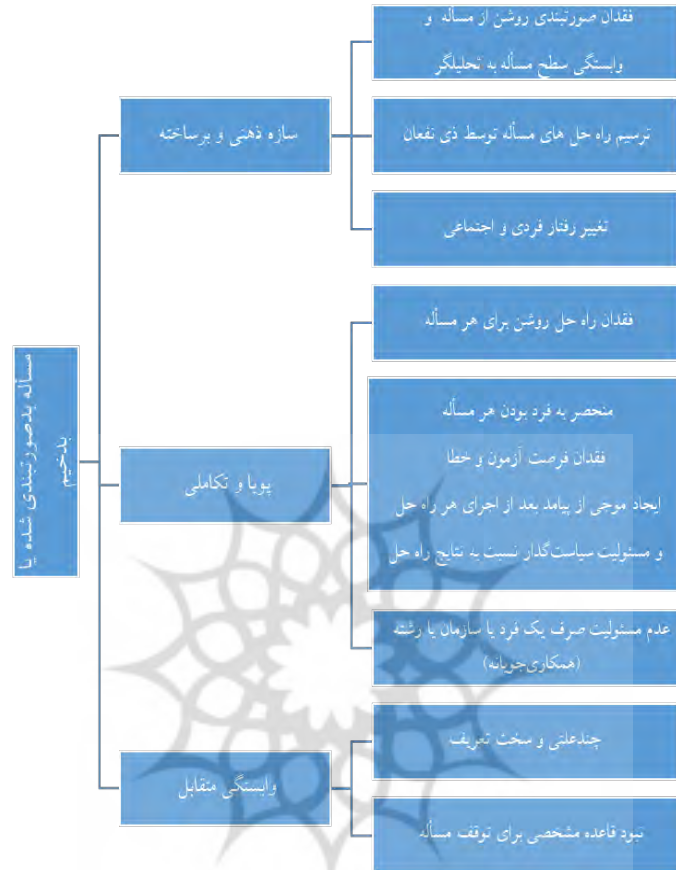 مسأله بدصورتبندی شده یا
بدخیم
سازه ذهنی و برساخته
فقدان صورتبندی روشن از مسأله و
وابستگی سطح مسأله به تحلیلگر
ترسیم راه حل های مسأله توسط ذی نفعان
تغییر رفتار فردی و اجتماعی
پویا و تکاملی
فقدان راه حل روشن برای هر مسأله
منحصر به فرد بودن هر مسأله
فقدان فرصت آزمون و خطا
ایجاد موجی از پیامد بعد از اجرای هر راه حل
و مسئولیت سیاست‌گذار نسبت به نتایج راه حل
عدم مسئولیت صرف یک فرد یا سازمان یا رشته
(همکاری‌جویانه)
وابستگی متقابل
چندعلتی و سخت تعریف
نبود قاعده مشخصی برای توقف مسأله